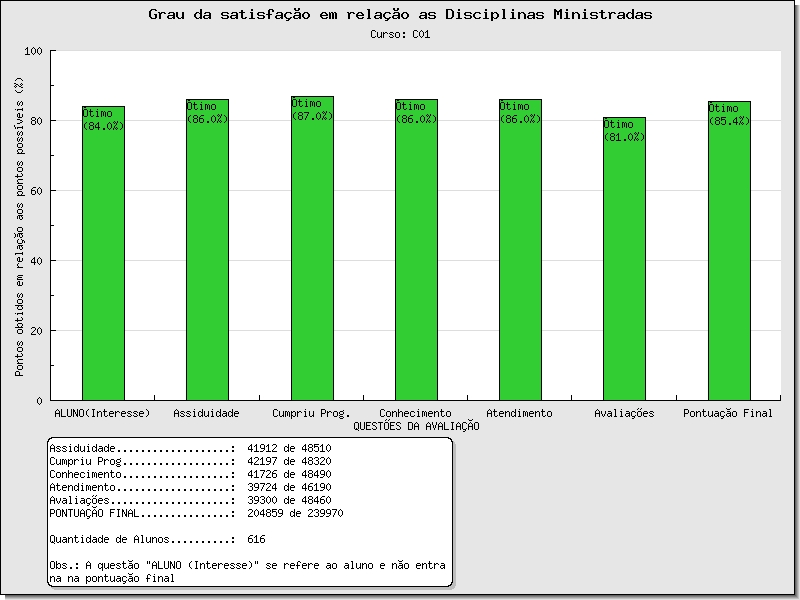 Grau da satisfação em relação as Disciplinas Ministradas
Curso: C01
Pontos obtidos em relação aos pontos possíveis (%)
100
80
60
40
20
0
Ótimo
(84.0%)
Ótimo
(86.0%)
Ótimo
(87.0%)
Ótimo
(86.0%)
Ótimo
(86.0%)
Ótimo
(81.0%)
Ótimo
(85.4%)
ALUNO(Interesse) Assiduidade Cumpriu Prog. Conhecimento Atendimento Avaliações Pontuação Final
QUESTÕES DA AVALIAÇÃO
Assiduidade...................: 41912 de 48510
Cumpriu Prog..................: 42197 de 48320
Conhecimento..................: 41726 de 48490
Atendimento...................: 39724 de 46190
Avaliações....................: 39300 de 48460
PONTUAÇÃO FINAL...............: 204859 de 239970
Quantidade de Alunos..........: 616
Obs.: A questão "ALUNO (Interesse)" se refere ao aluno e não entra
na na pontuação final